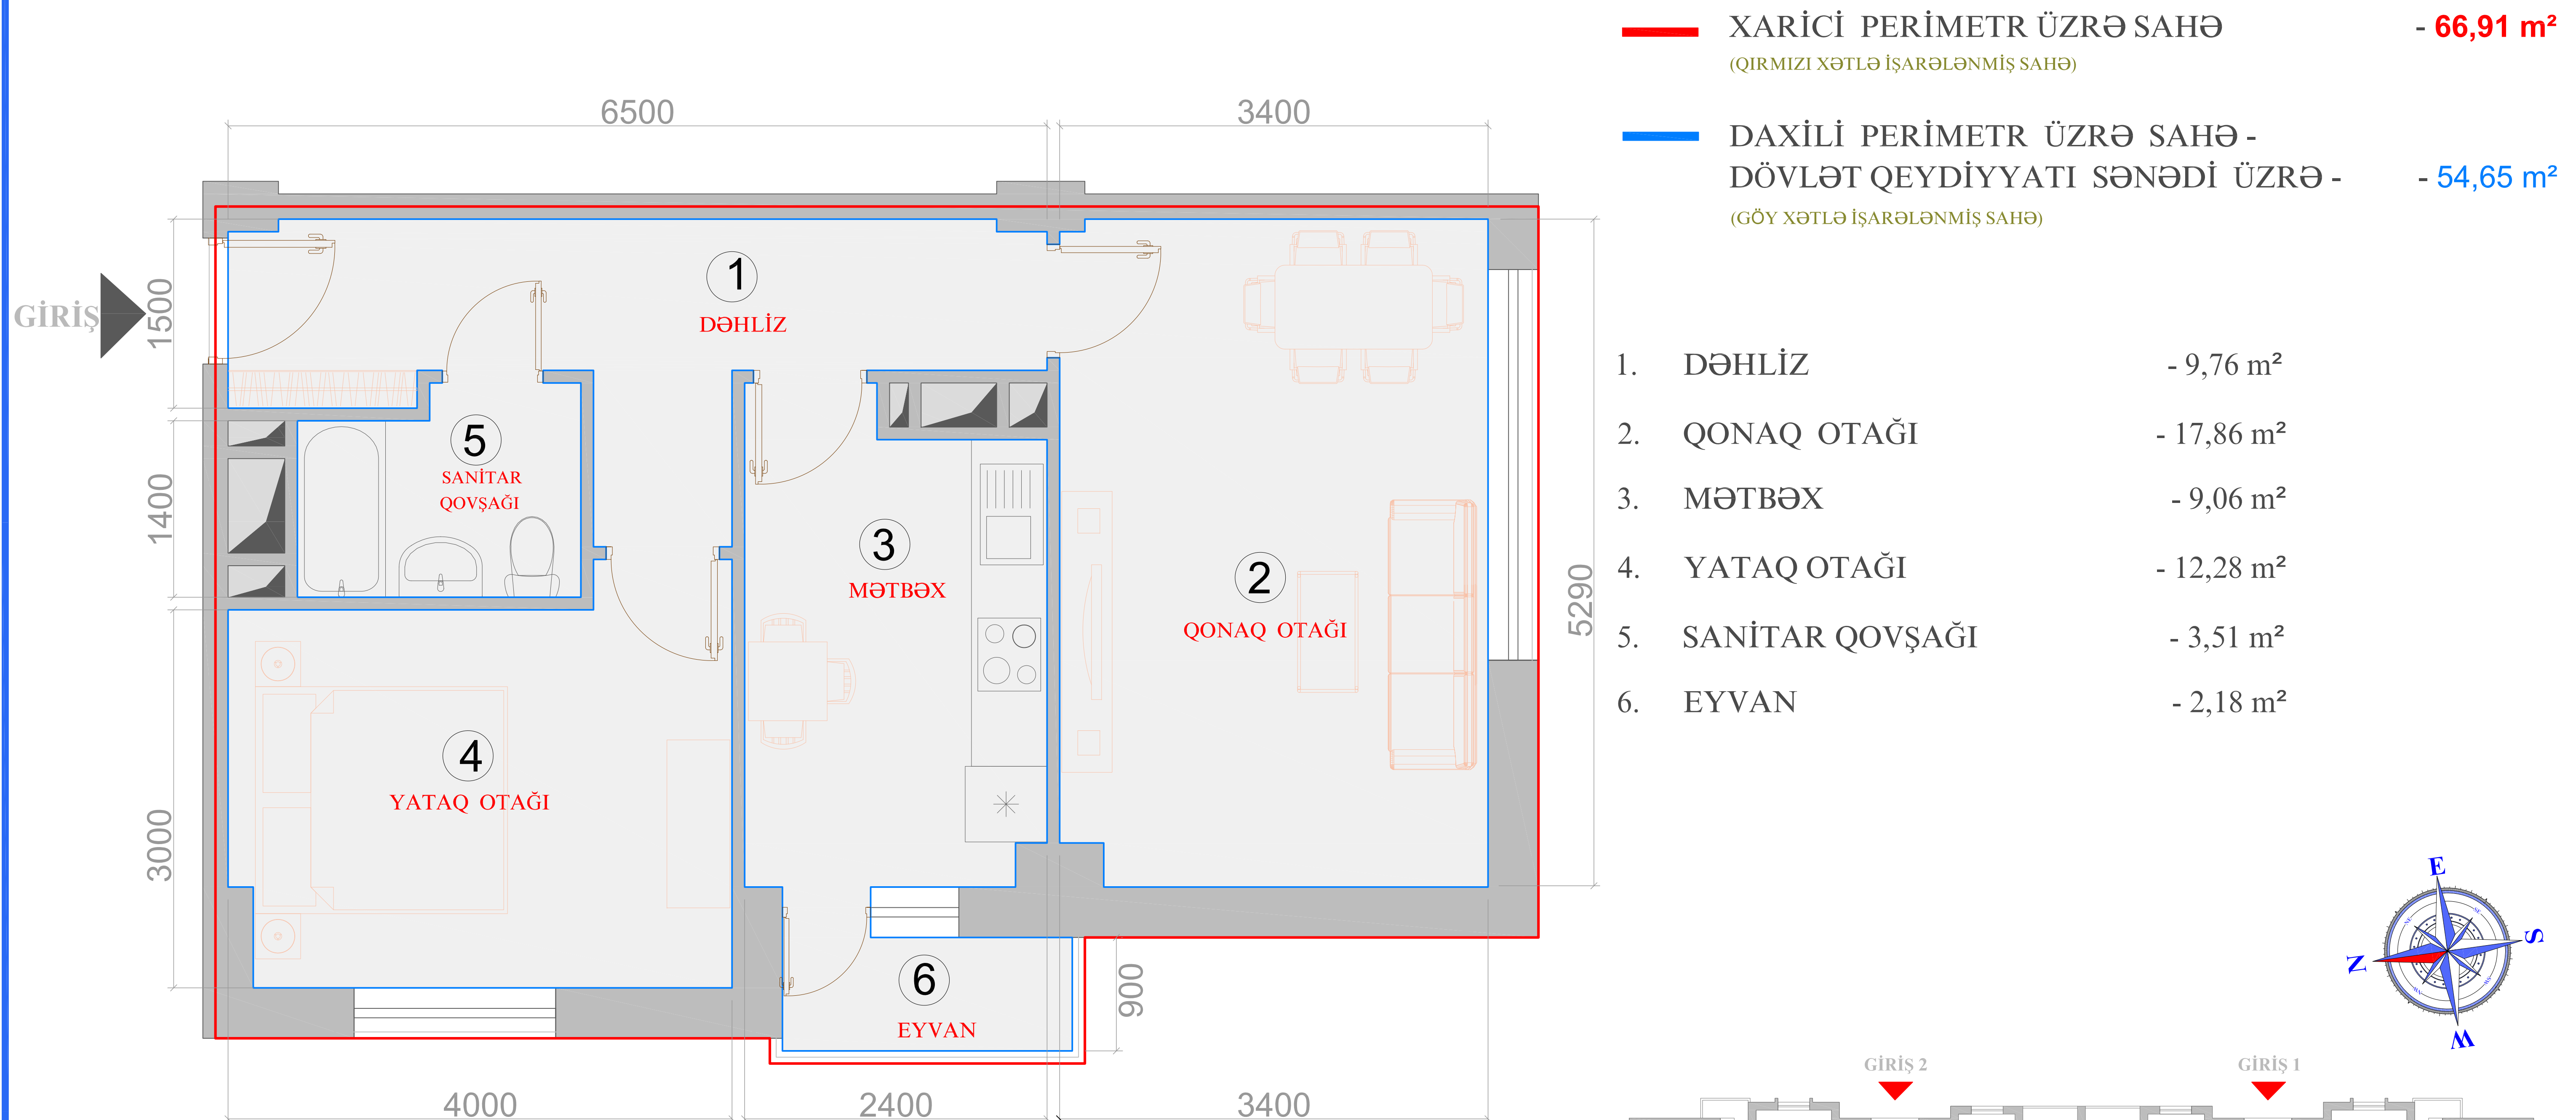 XARİCİ PERİMETR ÜZRƏ SAHƏ - 66,91 m²
(QIRMIZI XƏTLƏ İŞARƏLƏNMİŞ SAHƏ)
DAXİLİ PERİMETR ÜZRƏ SAHƏ -
DÖVLƏT QEYDİYYATI SƏNƏDİ ÜZRƏ - - 54,65 m²
(GÖY XƏTLƏ İŞARƏLƏNMİŞ SAHƏ)
1. DƏHLİZ - 9,76 m²
2. QONAQ OTAĞI - 17,86 m²
3. MƏTBƏX - 9,06 m²
4. YATAQ OTAĞI - 12,28 m²
5. SANİTAR QOVŞAĞI - 3,51 m²
6. EYVAN - 2,18 m²
6500
3400
GİRİŞ
1500
1
DƏHLİZ
5
SANİTAR
QOVŞAĞI
1400
3
MƏTBƏX
2
QONAQ OTAĞI
5290
4
YATAQ OTAĞI
3000
6
EYVAN
900
4000
2400
3400
E
S
N
W
GİRİŞ 2
GİRİŞ 1